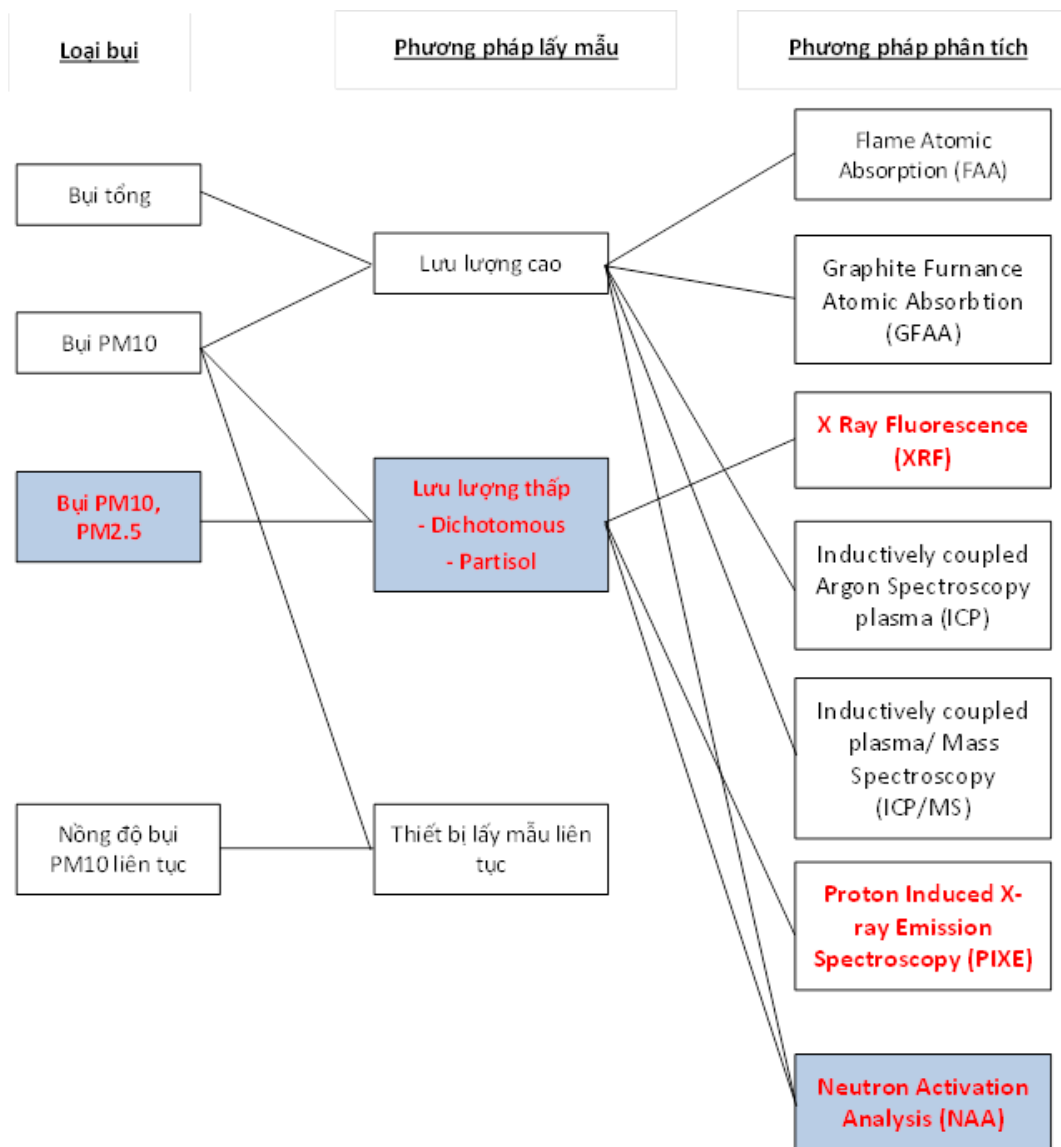 Loại bụi
Phương pháp lấy mẫu
Phương pháp phân tích
Bụi tổng
Bụi PM10
Bụi PM10,
PM2.5
Nồng độ bụi
PM10 liên tục
Lưu lượng cao
Lưu lượng thấp
- Dichotomous
- Partisol
Thiết bị lấy mẫu liên
tục
Flame Atomic
Absorption (FAA)
Graphite Furnance
Atomic Absorbtion
(GFAA)
X Ray Fluorescence
(XRF)
Inductively coupled
Argon Spectroscopy
plasma (ICP)
Inductively coupled
plasma/ Mass
Spectroscopy
(ICP/MS)
Proton Induced X-
ray Emission
Spectroscopy (PIXE)
Neutron Activation
Analysis (NAA)